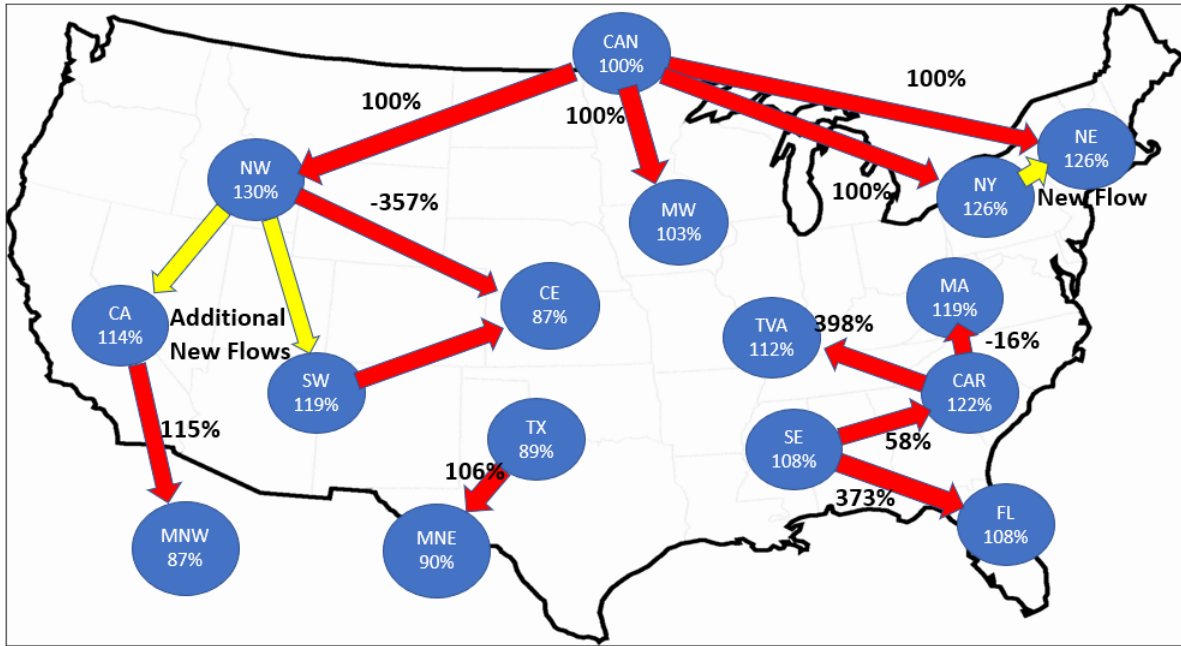 CAN
100%
100%
100%
100%
NE
126%
NW
130%
-357%
100%
NY
126%
New Flow
MW
103%
CE
87%
MA
119%
CA
114%
Additional
New Flows
TVA
112%
398%
-16%
SW
119%
CAR
122%
115%
TX
89%
106%
SE
108%
58%
373%
FL
108%
MNW
87%
MNE
90%